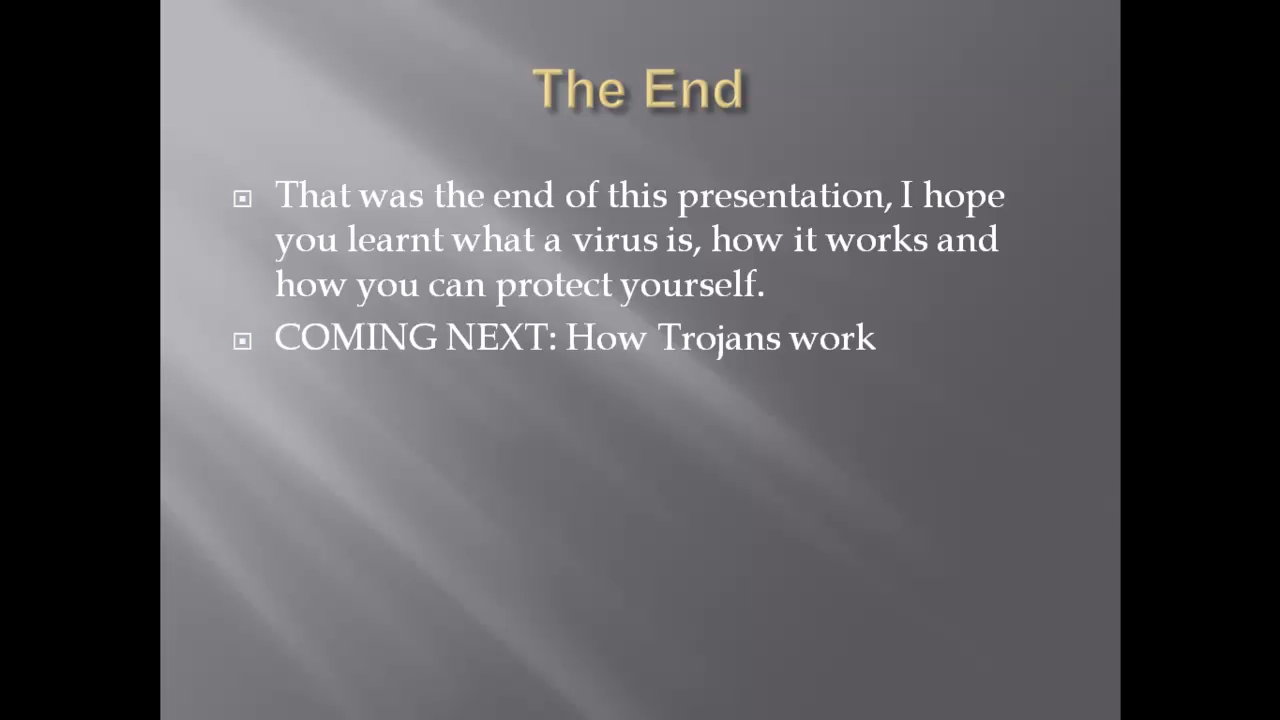 The End
That was the end of this presentation, I hope
you learnt what a virus is, how it works and
how you can protect yourself.
COMING NEXT: How Trojans work